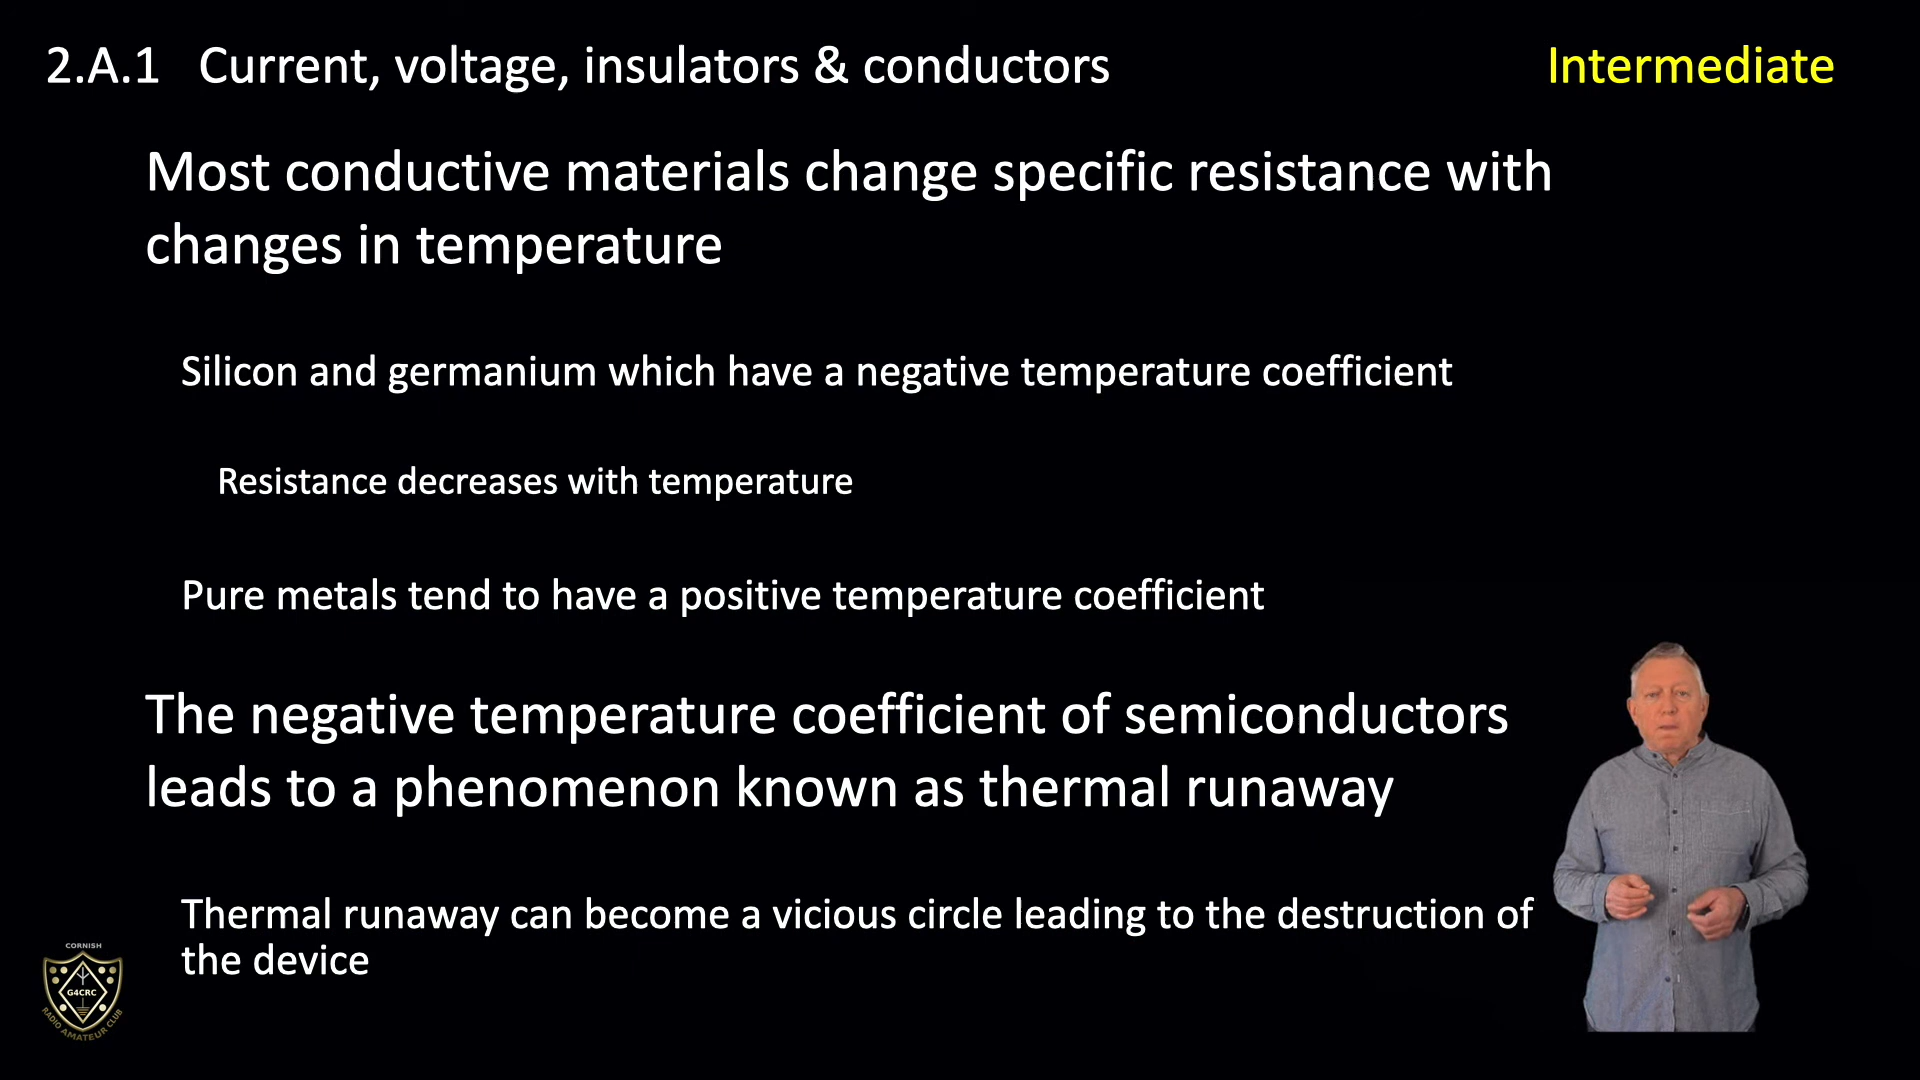 2.A.1 Current, voltage, insulators & conductors
Intermediate
Most conductive materials change specific resistance with
changes in temperature
Silicon and germanium which have a negative temperature coefficient
Resistance decreases with temperature
Pure metals tend to have a positive temperature coefficient
The negative temperature coefficient of semiconductors
leads to a phenomenon known as thermal runaway
Thermal runaway can become a vicious circle leading to the destruction of
the device
CORNISH
G4CRC
RADIO AMATEUR CLUB